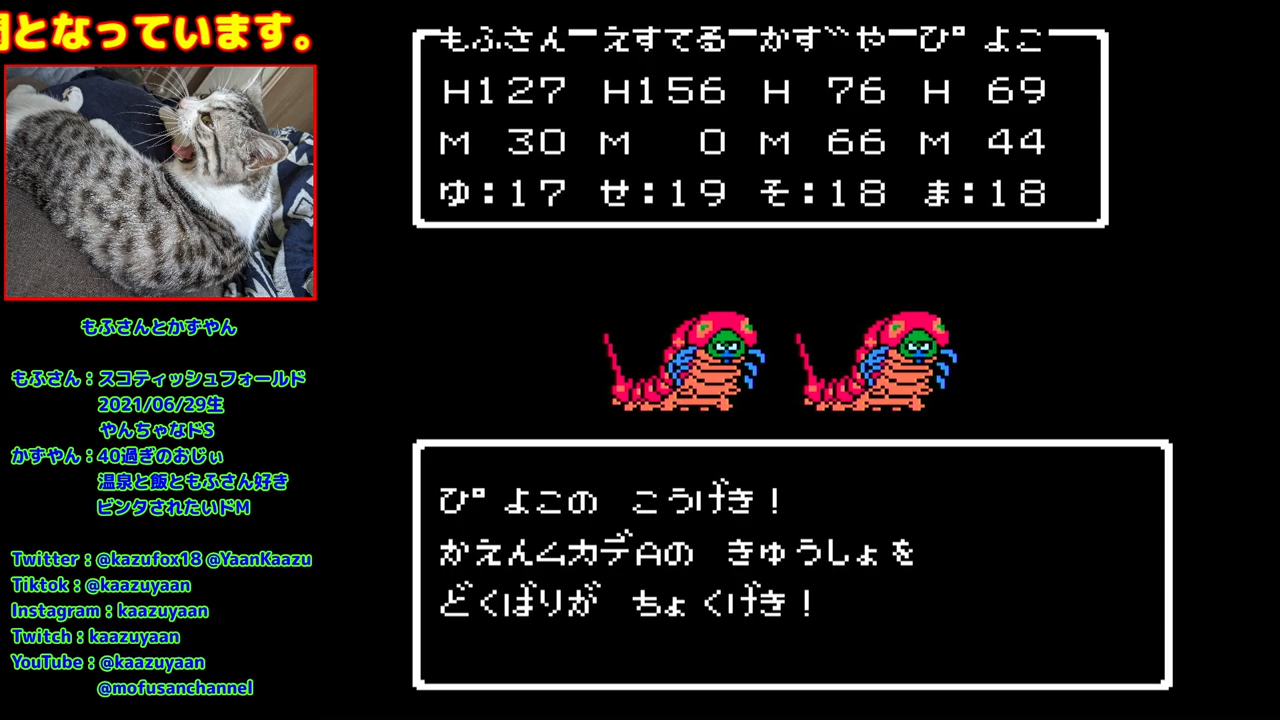 となっています。
もふさんとかずやん
もふさん：スコティッシュフォールド
2021/06/29生
やんちゃなドS
かずやん：40過ぎのおじぃ
温泉と飯ともふさん好き
ビンタされたいドM
Twitter：@kazufox18 @YaanKaazu
Tiktok：@kaazuyaan
Instagram：kaazuyaan
Twitch：kaazuyaan
YouTube：@kaazuyaan
@mofusanchannel
もふさん えすてる かずや ぴよこ
H127 H156 H 76 H 69
M 30 M 0 M 66 M 44
ゆ:17 せ:19 そ:18 ま:18
ぴよこの こうげき！
かえんムカデAの きゅうしょを
どくばりが ちょくげき！